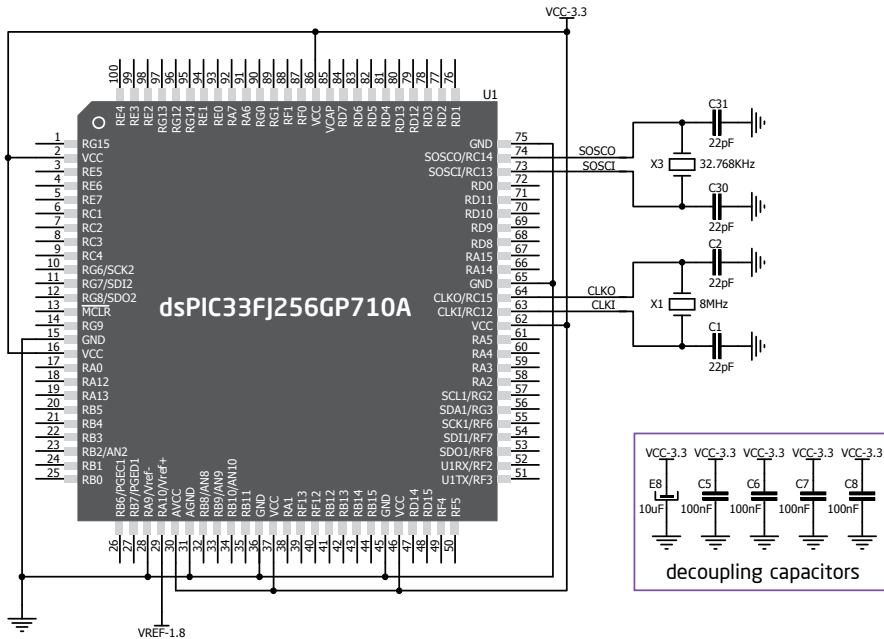 VCC-3.3
100 99 98 97 96 95 94 93 92 91 90 89 88 87 86 85 84 83 82 81 80 79 78 77 76
RE4 RE3 RE2 RG13 RG12 RG14 RE1 RE0 RA7 RA6 RG0 RG1 RF1 RF0 VCC VCAP RD7 RD6 RD5 RD4 RD13 RD12 RD3 RD2 RD1
U1
1 RG15
2 VCC
3 RE5
4 RE6
5 RE7
6 RC1
7 RC2
8 RC3
9 RC4
10 RG6/SCK2
11 RG7/SDI2
12 RG8/SDO2
13 MCLR
14 RG9
15 GND
16 VCC
17 RA0
18 RA12
19 RA13
20 RB5
21 RB4
22 RB3
23 RB2/AN2
24 RB1
25 RB0
dsPIC33FJ256GP710A
GND 75
SOSCO/RC14 74
SOSCI/RC13 73
RD0 72
RD11 71
RD10 70
RD9 69
RD8 68
RA15 67
RA14 66
GND 65
CLKO/RC15 64
CLKI/RC12 63
VCC 62
RA5 61
RA4 60
RA3 59
RA2 58
SCL1/RG2 57
SDA1/RG3 56
SCK1/RF6 55
SDI1/RF7 54
SDO1/RF8 53
U1RX/RF2 52
U1TX/RF3 51
RB6/PGEC1 RB7/PGED1 RA9/Vref- RA10/Vref+ AVCC AGND RB8/AN8 RB9/AN9 RB10/AN10 RB11 GND VCC RA1 RF13 RF12 RB12 RB13 RB14 RB15 GND VCC RD14 RD15 RF4 RF5
26 27 28 29 30 31 32 33 34 35 36 37 38 39 40 41 42 43 44 45 46 47 48 49 50
VREF-1.8
SOSCO
SOSCI
C31
22pF
X3 32.768KHz
C30
22pF
CLKO
CLKI
C2
22pF
X1 8MHz
C1
22pF
VCC-3.3 VCC-3.3 VCC-3.3 VCC-3.3 VCC-3.3
E8 C5 C6 C7 C8
10uF 100nF 100nF 100nF 100nF
decoupling capacitors